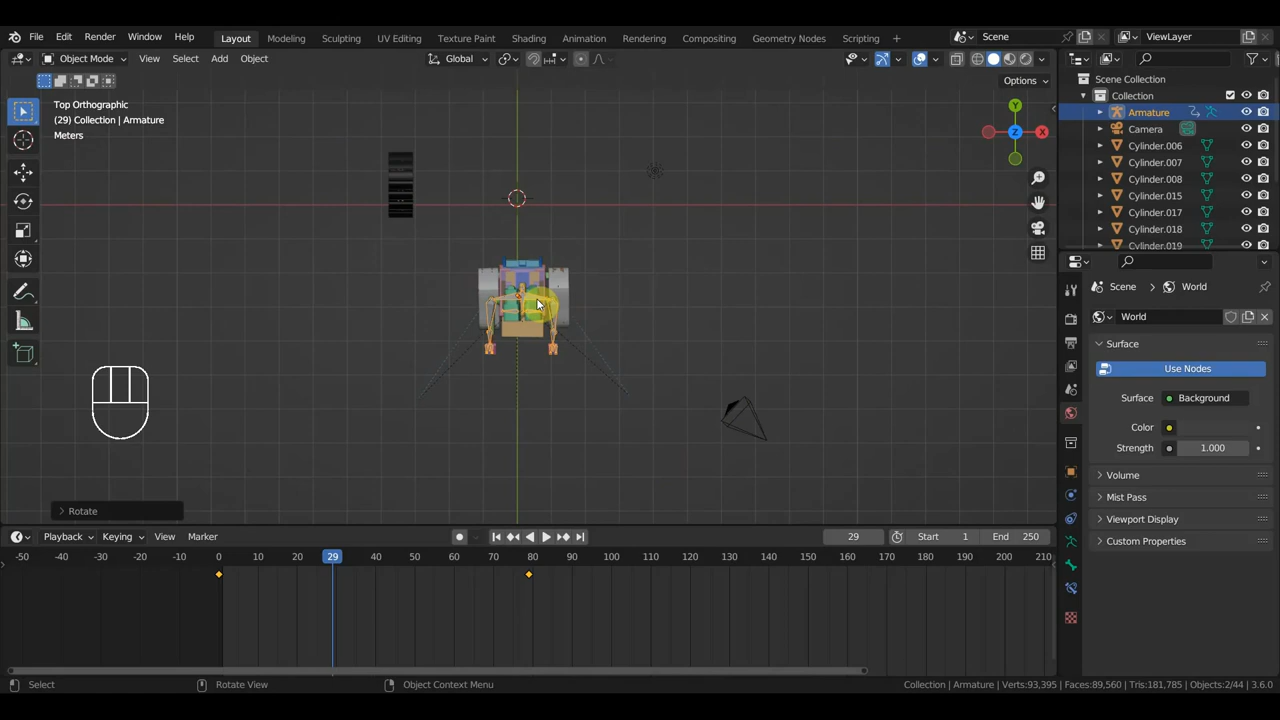 File Edit Render Window Help Layout Modeling Sculpting UV Editing Texture Paint Shading Animation Rendering Compositing Geometry Nodes Scripting + Scene ViewLayer
Object Mode View Select Add Object Global
Options
Top Orthographic
(29) Collection | Armature
Meters
Y
Z
X
Scene Collection
Collection
Armature
Camera
Cylinder.006
Cylinder.007
Cylinder.008
Cylinder.015
Cylinder.017
Cylinder.018
Cylinder.019
Scene > World
World
Surface
Use Nodes
Surface Background
Color
Strength 1.000
Volume
Mist Pass
Viewport Display
Custom Properties
Rotate
Playback Keying View Marker 29 Start 1 End 250
-50 -40 -30 -20 -10 0 10 20 29 40 50 60 70 80 90 100 110 120 130 140 150 160 170 180 190 200 210
Select Rotate View Object Context Menu Collection | Armature | Verts:93,395 | Faces:89,560 | Tris:181,785 | Objects:2/44 | 3.6.0